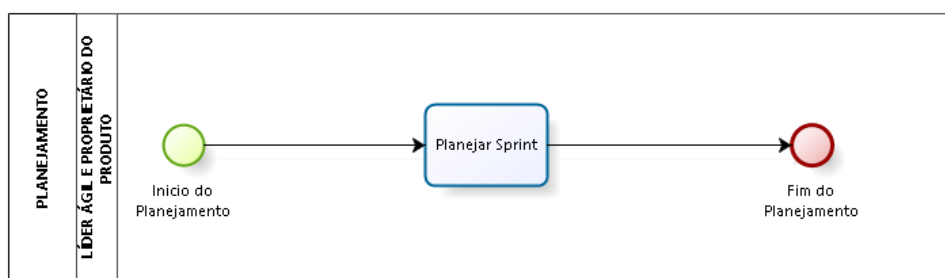 PLANEJAMENTO
LÍDER ÁGIL E PROPRIETÁRIO DO
PRODUTO
Inicio do
Planejamento
Planejar Sprint
Fim do
Planejamento